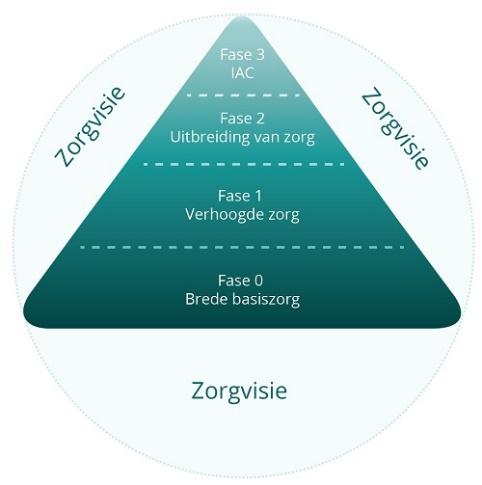 Fase 3
IAC
Zorgvisie
Zorgvisie
Fase 2
Uitbreiding van zorg
Fase 1
Verhoogde zorg
Fase 0
Brede basiszorg
Zorgvisie